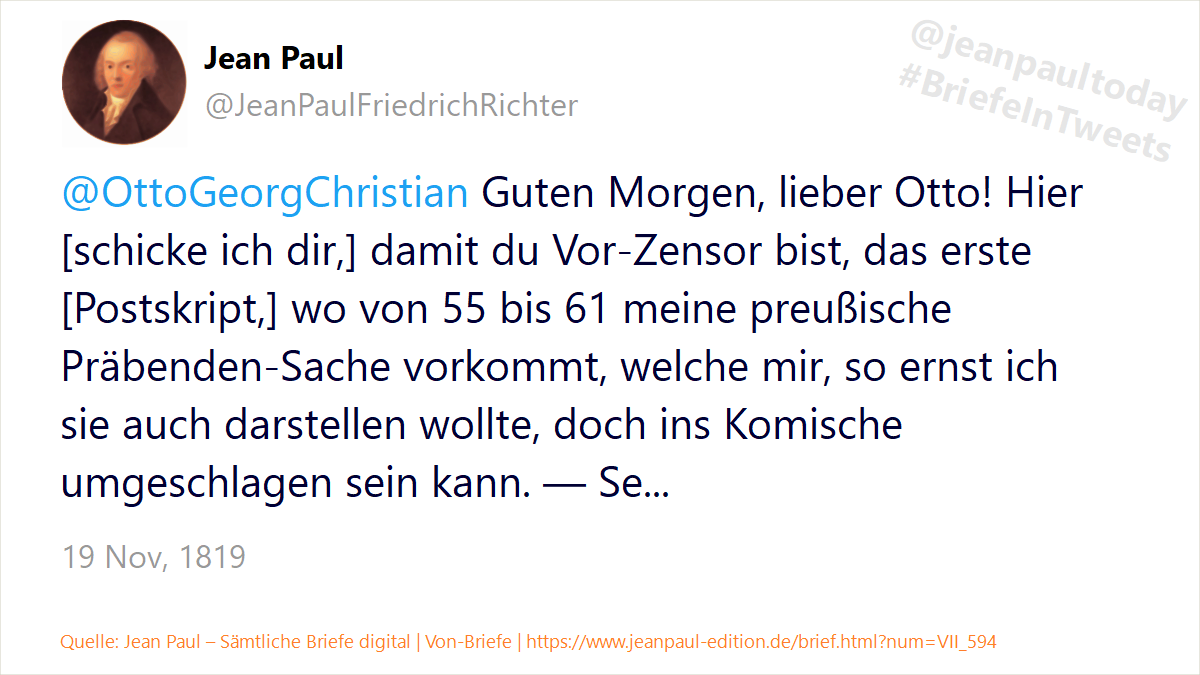 Jean Paul
@JeanPaulFriedrichRichter
@jeanpaultoday
#BriefeInTweets
@OttoGeorgChristian Guten Morgen, lieber Otto! Hier
[schicke ich dir,] damit du Vor-Zensor bist, das erste
[Postskript,] wo von 55 bis 61 meine preußische
Präbenden-Sache vorkommt, welche mir, so ernst ich
sie auch darstellen wollte, doch ins Komische
umgeschlagen sein kann. — Se...
19 Nov, 1819
Quelle: Jean Paul – Sämtliche Briefe digital | Von-Briefe | https://www.jeanpaul-edition.de/brief.html?num=VII_594